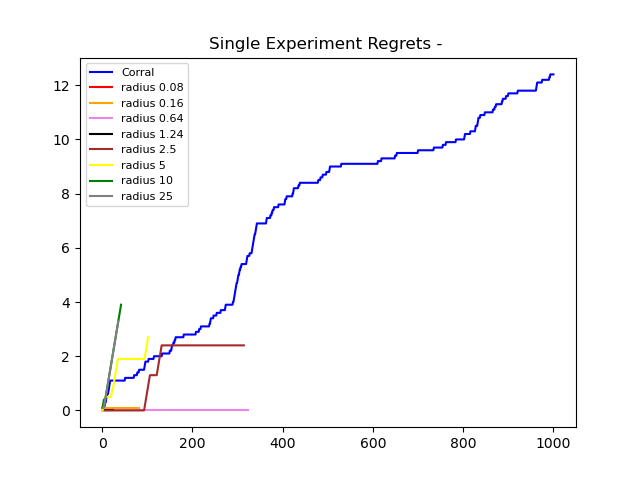 Single Experiment Regrets -
Corral
radius 0.08
radius 0.16
radius 0.64
radius 1.24
radius 2.5
radius 5
radius 10
radius 25
12
10
8
6
4
2
0
0 200 400 600 800 1000